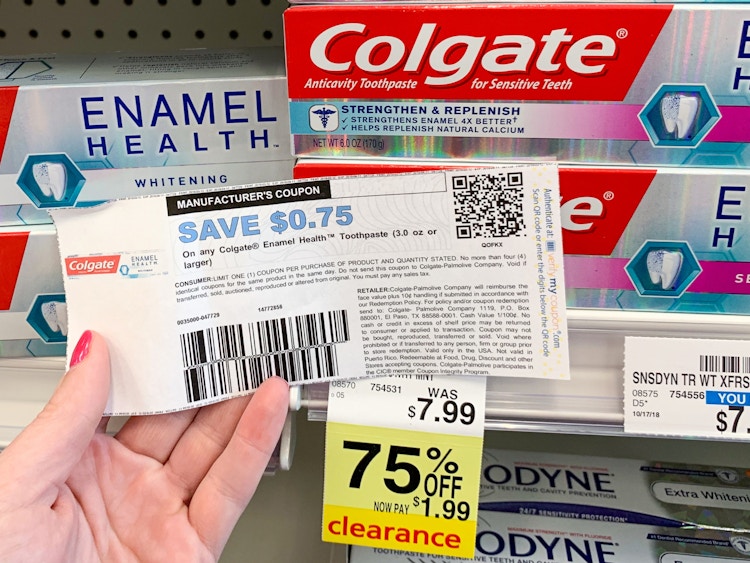 Colgate®
Anticavity Toothpaste
for Sensitive Teeth
STRENGTHEN & REPLENISH
✓ STRENGTHENS ENAMEL 4X BETTER†
✓ HELPS REPLENISH NATURAL CALCIUM
NET WT 6.0 OZ (170 g)
ENAMEL
HEALTH™
WHITENING
MANUFACTURER'S COUPON
SAVE $0.75
On any Colgate® Enamel Health™ Toothpaste (3.0 oz or
larger)
Colgate
ENAMEL
HEALTH
CONSUMER:LIMIT ONE (1) COUPON PER PURCHASE OF PRODUCT AND QUANTITY STATED. No more than four (4)
identical coupons for the same product in the same day. Do not send this coupon to Colgate-Palmolive Company. Void if
transferred, sold, auctioned, reproduced or altered from original. You must pay any sales tax.
QOFKX
Authenticate at:
verifymycoupon.com
Scan QR code or enter the digits below the QR code
RETAILER:Colgate-Palmolive Company will reimburse the
face value plus 10¢ handling if submitted in accordance with
our Redemption Policy. For policy and/or coupon redemption
send to: Colgate-Palmolive Company 1119, P.O. Box
880001, El Paso, TX 88588-0001. Cash Value 1/100¢. No
cash or credit in excess of shelf price may be returned
to consumer or applied to transaction. Coupon may not
be bought, reproduced, transferred or sold. Void where
prohibited or if transferred to any person, firm or group prior
to store redemption. Valid only in the USA. Not valid in
Puerto Rico. Redeemable at Food, Drug, Discount and Other
Stores accepting coupons. Colgate-Palmolive participates in
the CIC® Member Coupon Integrity Program.
0035000-047729
14772856
e®
08570
754531
05
WAS
$7.99
75% OFF
NOW PAY $1.99
clearance
SNSDYN TR WT XFRS
08575 754556
D5*
10/17/18
YOU
$7.
ODYNE
MAXIMUM STRENGTH WITH FLUORIDE
24/7 SENSITIVITY PROTECTION*
Extra Whiteni
ODYNE